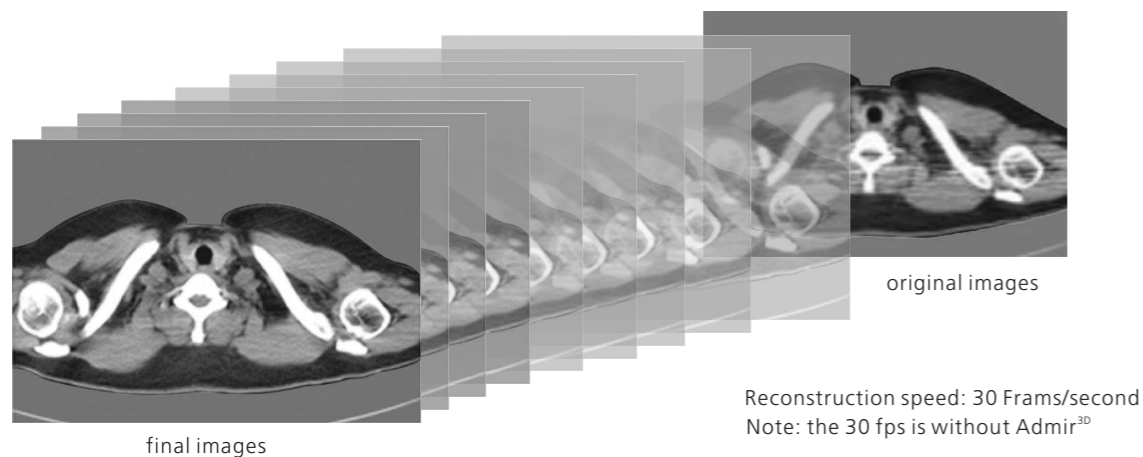 original images
Reconstruction speed: 30 Frams/second
Note: the 30 fps is without Admir³ᴰ
final images